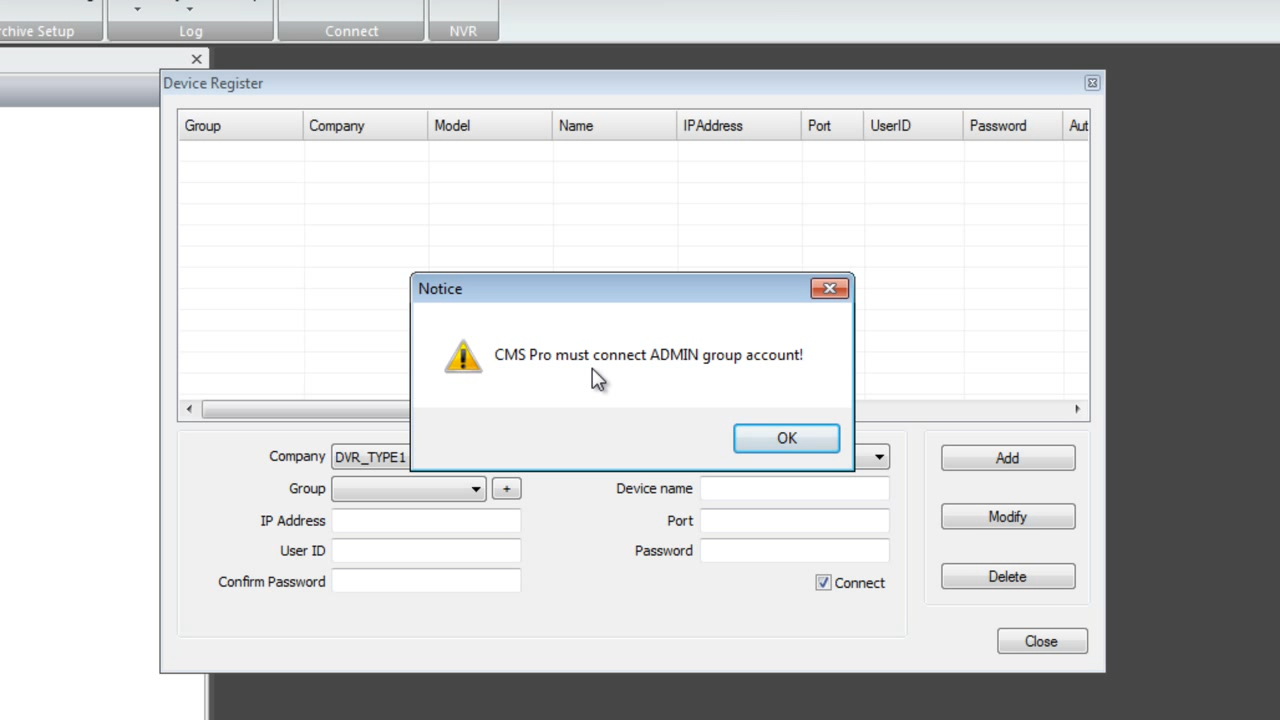 chive Setup
Log
Connect
NVR
Device Register
Group Company Model Name IPAddress Port UserID Password Aut
Notice
CMS Pro must connect ADMIN group account!
OK
Company DVR_TYPE1
Add
Group + Device name
IP Address Port
Modify
User ID Password
Confirm Password Connect
Delete
Close